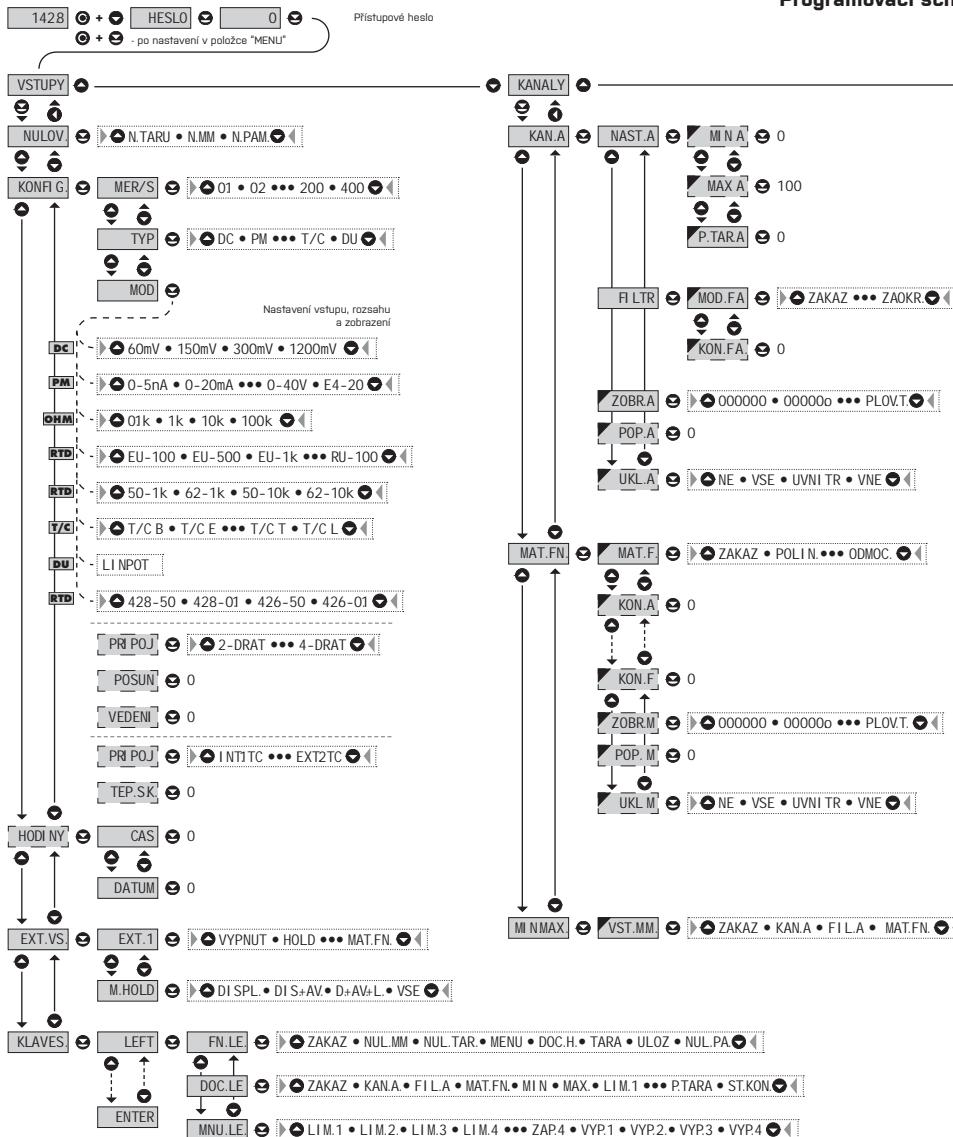 Programovací sch
1428 + HESLO 0 Přístupové heslo
+ - po nastavení v položce "MENU"
VSTUPY
NULOV. N.TARU • N.MM • N.PAM.
KONFIG. MER/S 01 • 02 ••• 200 • 400
TYP DC • PM ••• T/C • DU
MOD
Nastavení vstupu, rozsahu
a zobrazení
DC 60mV • 150mV • 300mV • 1200mV
PM 0-5nA • 0-20mA ••• 0-40V • E4-20
OHM 01k • 1k • 10k • 100k
RTD EU-100 • EU-500 • EU-1k ••• RU-100
RTD 50-1k • 62-1k • 50-10k • 62-10k
T/C T/C B • T/C E ••• T/C T • T/C L
DU LINPOT
RTD 428-50 • 428-01 • 426-50 • 426-01
PRIPOJ 2-DRAT ••• 4-DRAT
POSUN 0
VEDENI 0
PRIPOJ INT1TC ••• EXT2TC
TEP.SK. 0
HODINY CAS 0
DATUM 0
EXT.VS. EXT.1 VYPNUT • HOLD ••• MAT.FN.
M.HOLD DISPL. • DIS+AV. • D+AV+L. • VSE
KLAVES. LEFT FN.LE. ZAKAZ • NUL.MM • NUL.TAR. • MENU • DOC.H. • TARA • ULOZ • NUL.PA.
DOC.LE ZAKAZ • KAN.A. • FIL.A • MAT.FN. • MIN • MAX. • LIM.1 ••• P.TARA • ST.KON.
ENTER
MNU.LE. LIM.1 • LIM.2. • LIM.3 • LIM.4 ••• ZAP.4 • VYP.1 • VYP.2. • VYP.3 • VYP.4
KANALY
KAN.A NAST.A MIN A 0
MAX A 100
P.TAR.A 0
FILTR MOD.FA ZAKAZ ••• ZAOKR.
KON.FA. 0
ZOBR.A 000000 • 00000o ••• PLOV.T.
POP.A 0
UKL.A NE • VSE • UVNITR • VNE
MAT.FN. MAT.F. ZAKAZ • POLIN. ••• ODMOC.
KON.A 0
KON.F 0
ZOBR.M 000000 • 00000o ••• PLOV.T.
POP. M 0
UKL M NE • VSE • UVNITR • VNE
MINMAX. VST.MM. ZAKAZ • KAN.A • FIL.A • MAT.FN.